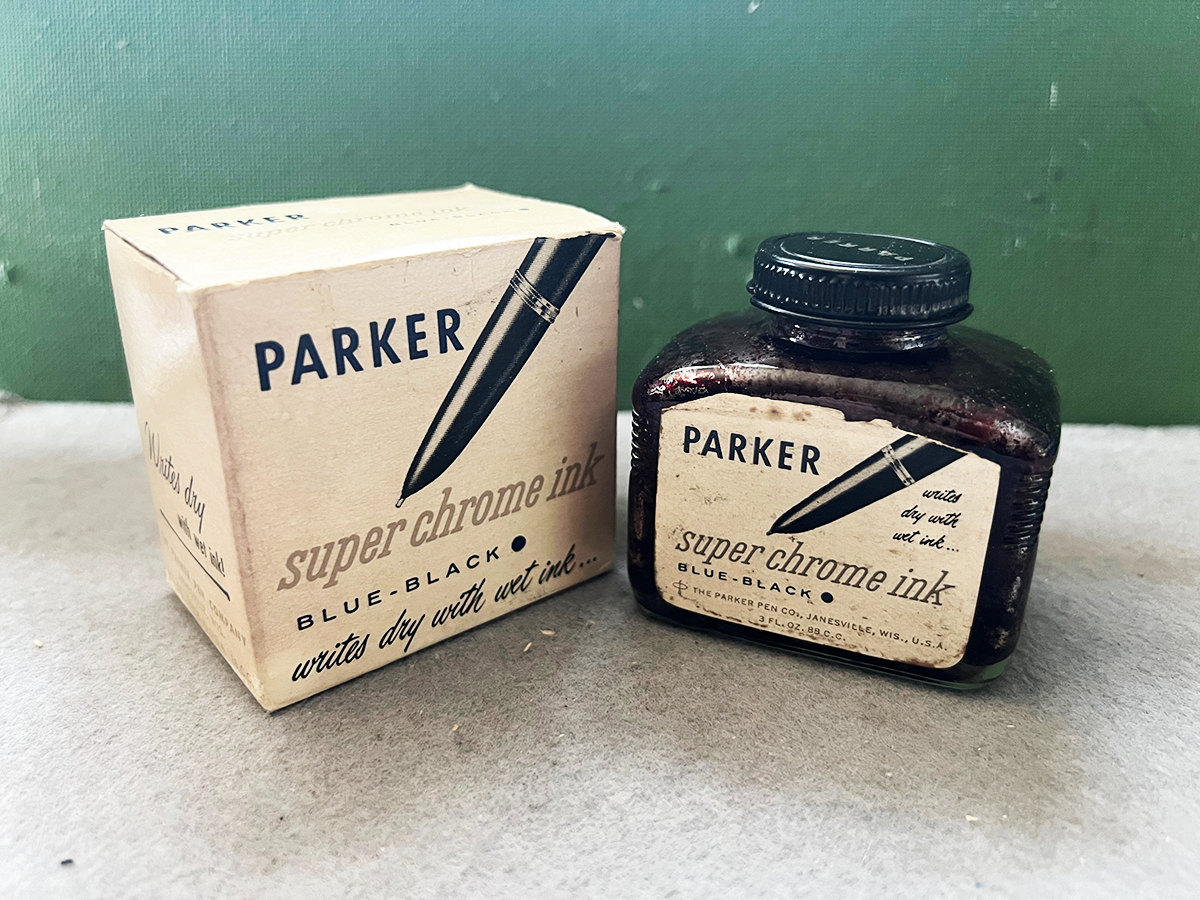 PARKER
super chrome ink
BLUE-BLACK
PARKER
super chrome ink
BLUE-BLACK
writes dry with wet ink...
Writes dry
with wet ink!
COMPANY
PARKER
PARKER
writes
dry with
wet ink...
super chrome ink
BLUE-BLACK
THE PARKER PEN CO., JANESVILLE, WIS., U.S.A.
3 FL. OZ. 88 C.C.